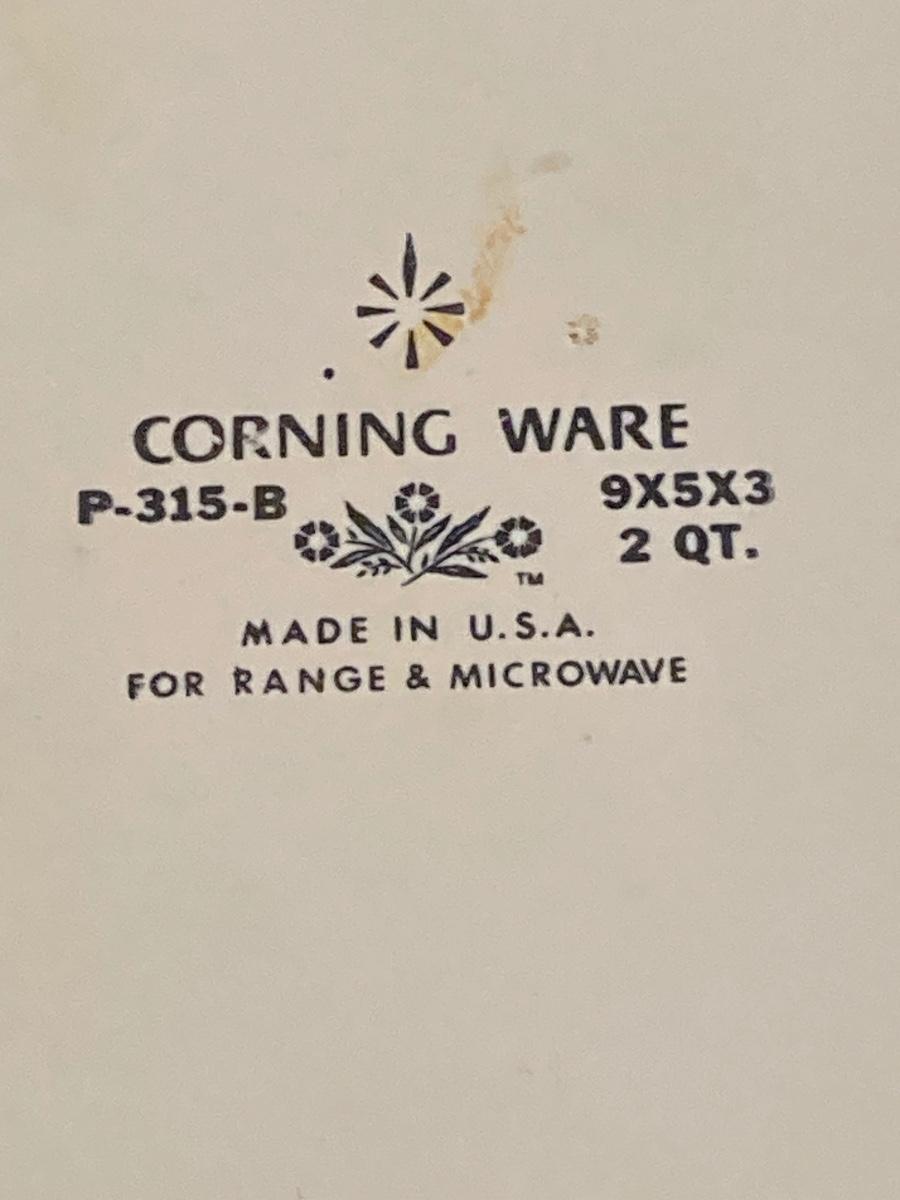 CORNING WARE
P-315-B 9X5X3
2 QT.
TM
MADE IN U.S.A.
FOR RANGE & MICROWAVE